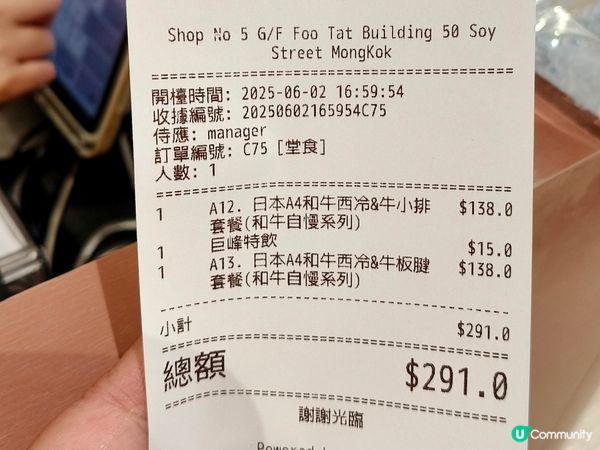 Shop No 5 G/F Foo Tat Building 50 Soy
Street MongKok
開檯時間: 2025-06-02 16:59:54
收據編號: 20250602165954C75
侍應: manager
訂單編號: C75 [堂食]
人數: 1
1 A12. 日本A4和牛西冷&牛小排 $138.0
套餐(和牛自慢系列)
1 巨峰特飲 $15.0
1 A13. 日本A4和牛西冷&牛板腱 $138.0
套餐(和牛自慢系列)
小計 $291.0
總額 $291.0
謝謝光臨
U Community